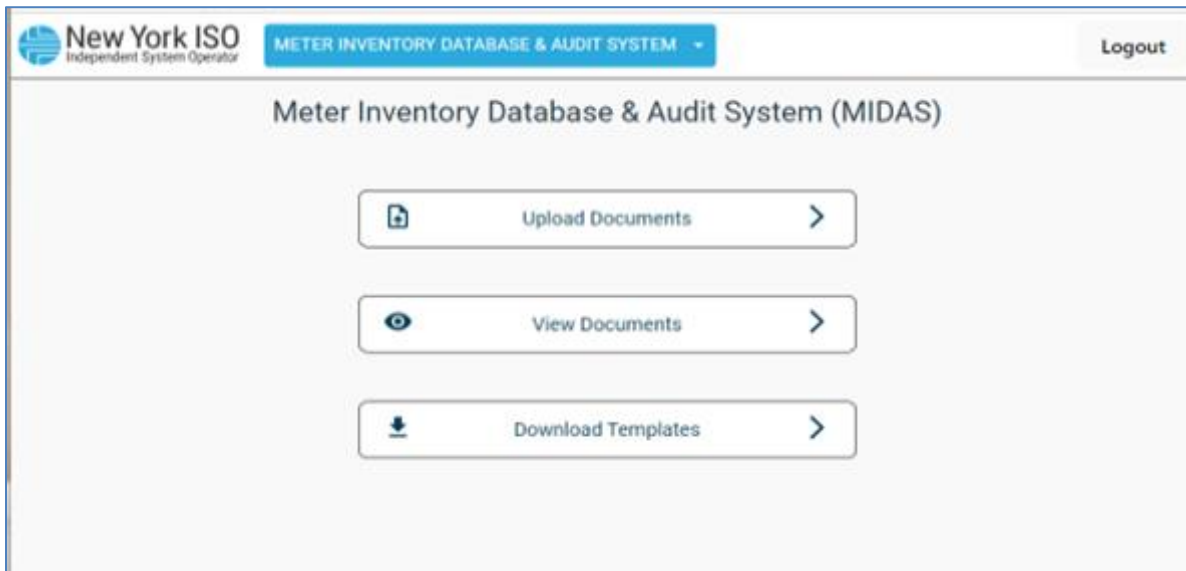 New York ISO
Independent System Operator
METER INVENTORY DATABASE & AUDIT SYSTEM
Logout
Meter Inventory Database & Audit System (MIDAS)
Upload Documents
View Documents
Download Templates